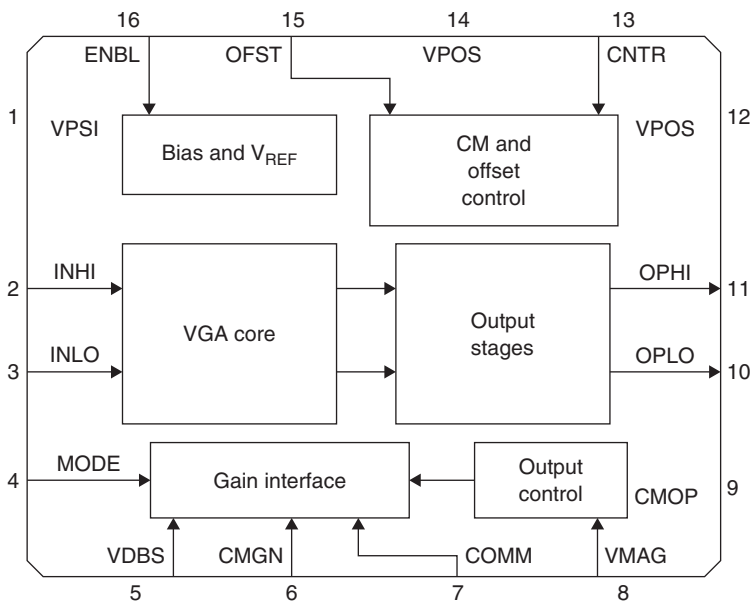 16 15 14 13
ENBL OFST VPOS CNTR
1 VPSI VPOS 12
Bias and VREF
CM and
offset
control
INHI OPHI
2 11
VGA core
Output
stages
INLO OPLO
3 10
MODE
4
Gain interface
Output
control
CMOP 9
VDBS CMGN COMM VMAG
5 6 7 8